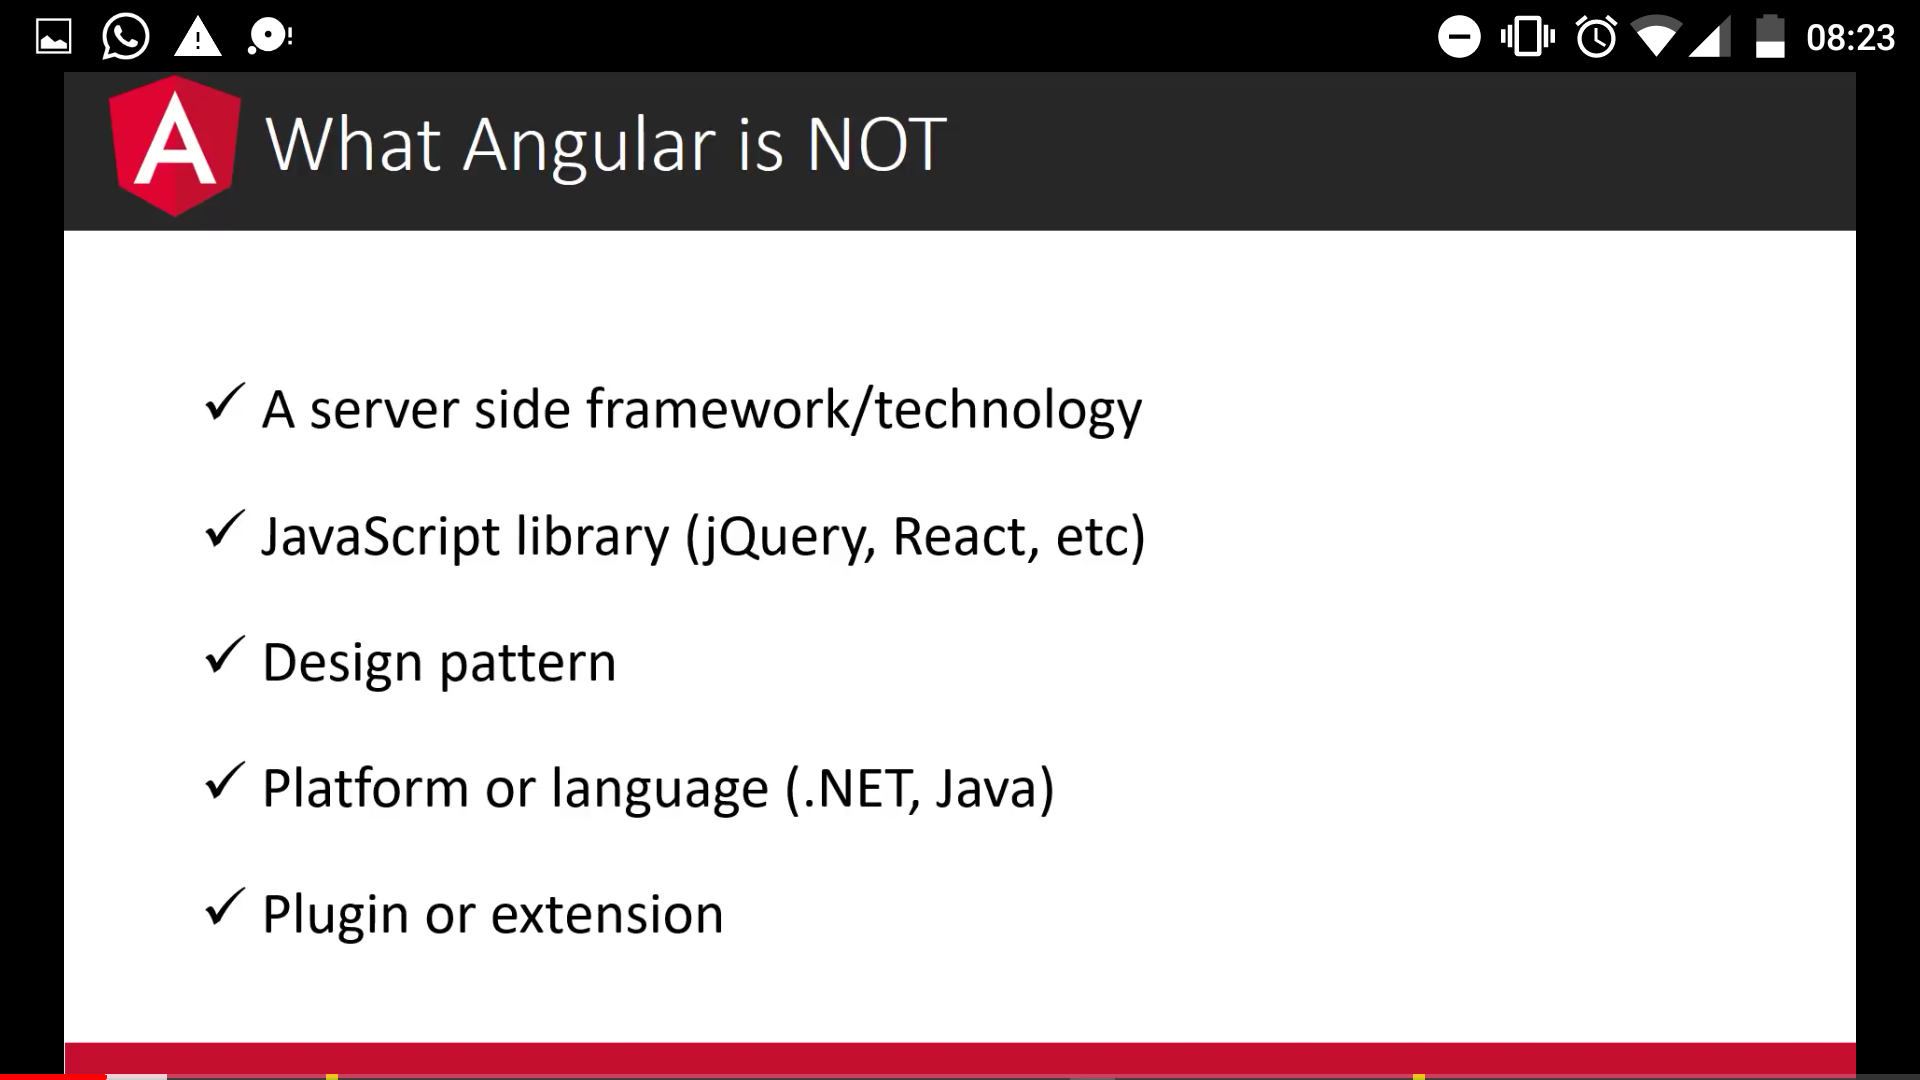 08:23
A What Angular is NOT
✓ A server side framework/technology
✓ JavaScript library (jQuery, React, etc)
✓ Design pattern
✓ Platform or language (.NET, Java)
✓ Plugin or extension